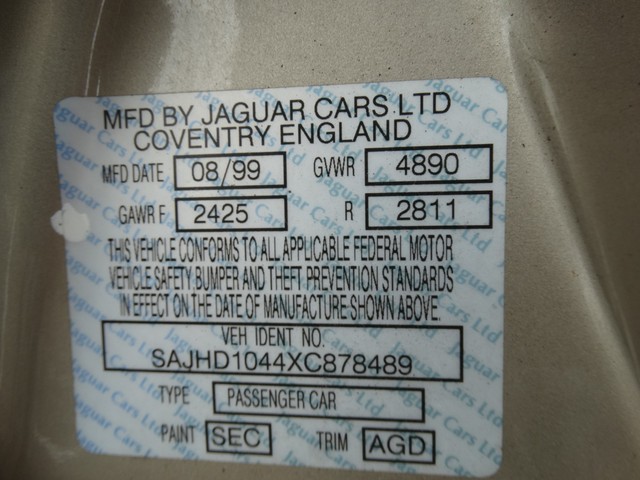 MFD BY JAGUAR CARS LTD
COVENTRY ENGLAND
MFD DATE 08/99 GVWR 4890
GAWR F 2425 R 2811
THIS VEHICLE CONFORMS TO ALL APPLICABLE FEDERAL MOTOR
VEHICLE SAFETY, BUMPER AND THEFT PREVENTION STANDARDS
IN EFFECT ON THE DATE OF MANUFACTURE SHOWN ABOVE.
VEH IDENT NO.
SAJHD1044XC878489
TYPE PASSENGER CAR
PAINT SEC TRIM AGD